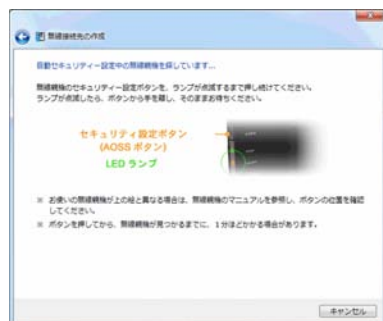 無線接続先の作成
自動セキュリティー設定中の無線親機を探しています...
無線親機のセキュリティー設定ボタンを、ランプが点滅するまで押し続けてください。
ランプが点滅したら、ボタンから手を離し、そのままお待ちください。
セキュリティ設定ボタン
(AOSS ボタン)
LED ランプ
※ お使いの無線親機が上の絵と異なる場合は、無線親機のマニュアルを参照し、ボタンの位置を確認
してください。
※ ボタンを押してから、無線親機が見つかるまでに、1分ほどかかる場合があります。
キャンセル